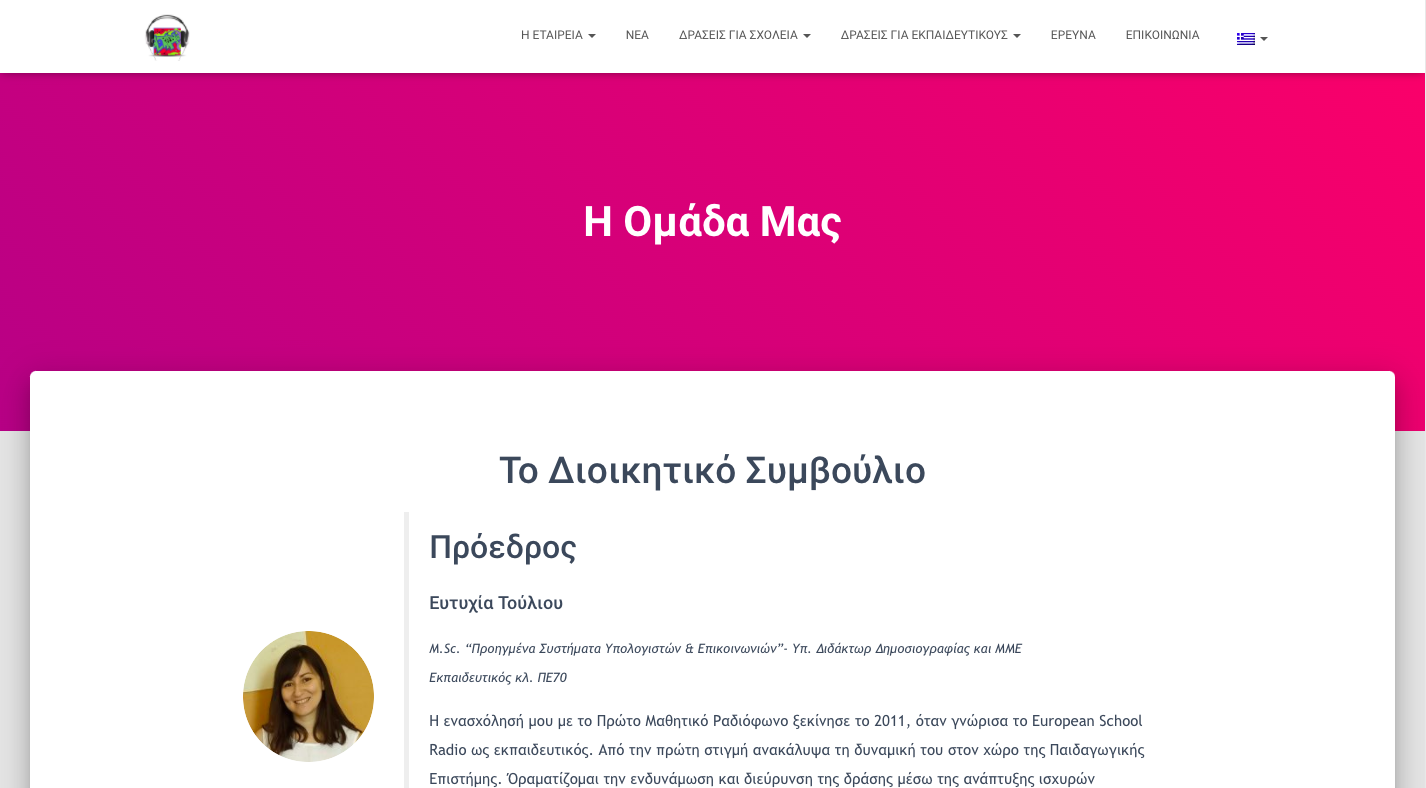 Η ΕΤΑΙΡΕΙΑ ΝΕΑ ΔΡΑΣΕΙΣ ΓΙΑ ΣΧΟΛΕΙΑ ΔΡΑΣΕΙΣ ΓΙΑ ΕΚΠΑΙΔΕΥΤΙΚΟΥΣ ΕΡΕΥΝΑ ΕΠΙΚΟΙΝΩΝΙΑ
Η Ομάδα Μας
Το Διοικητικό Συμβούλιο
Πρόεδρος
Ευτυχία Τούλιου
M.Sc. “Προηγμένα Συστήματα Υπολογιστών & Επικοινωνιών”- Υπ. Διδάκτωρ Δημοσιογραφίας και ΜΜΕ
Εκπαιδευτικός κλ. ΠΕ70
Η ενασχόλησή μου με το Πρώτο Μαθητικό Ραδιόφωνο ξεκίνησε το 2011, όταν γνώρισα το European School
Radio ως εκπαιδευτικός. Από την πρώτη στιγμή ανακάλυψα τη δυναμική του στον χώρο της Παιδαγωγικής
Επιστήμης. Όραματίζομαι την ενδυνάμωση και διεύρυνση της δράσης μέσω της ανάπτυξης ισχυρών